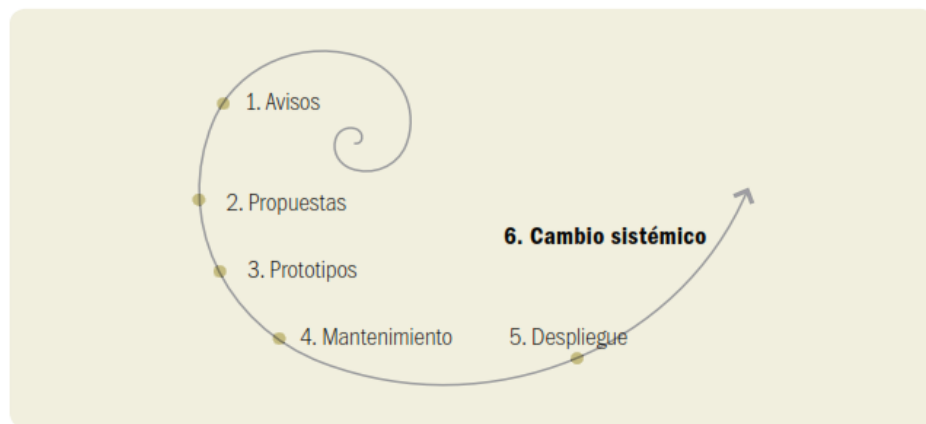 1. Avisos
2. Propuestas
3. Prototipos
4. Mantenimiento
5. Despliegue
6. Cambio sistémico